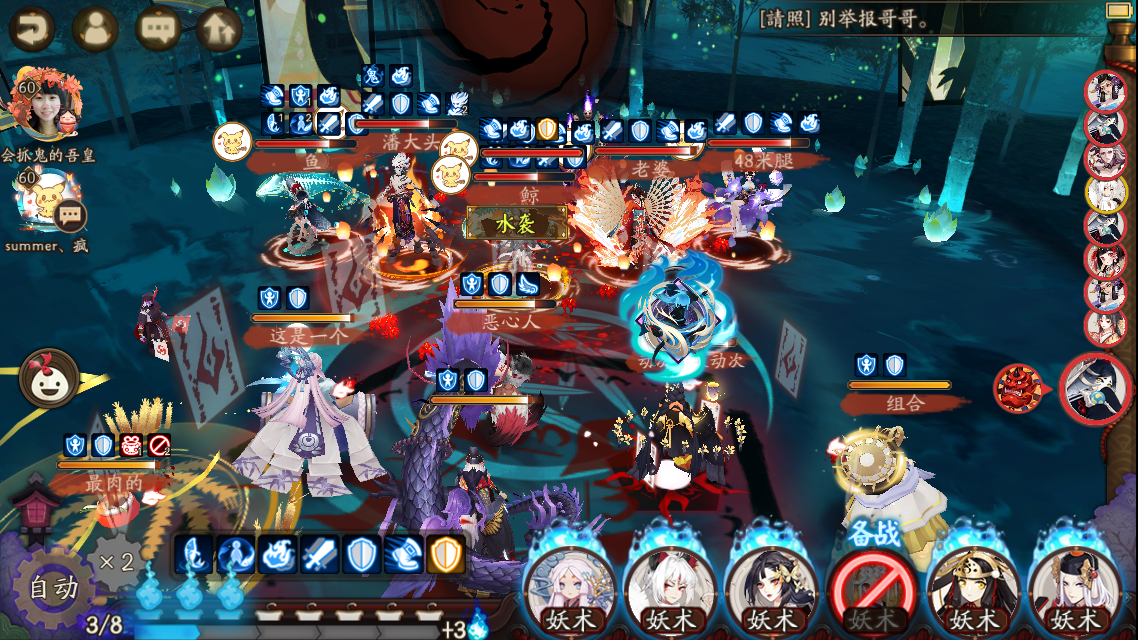 [請照] 别举报哥哥。
60
会抓鬼的吾皇
60
summer、疯
鬼
潘大头
鱼
老婆
48米腿
鲸
水袭
恶心人
这是一个
动次
组合
最肉的
自动
×2
3/8
+3
备战
妖术
妖术
妖术
妖术
妖术
妖术